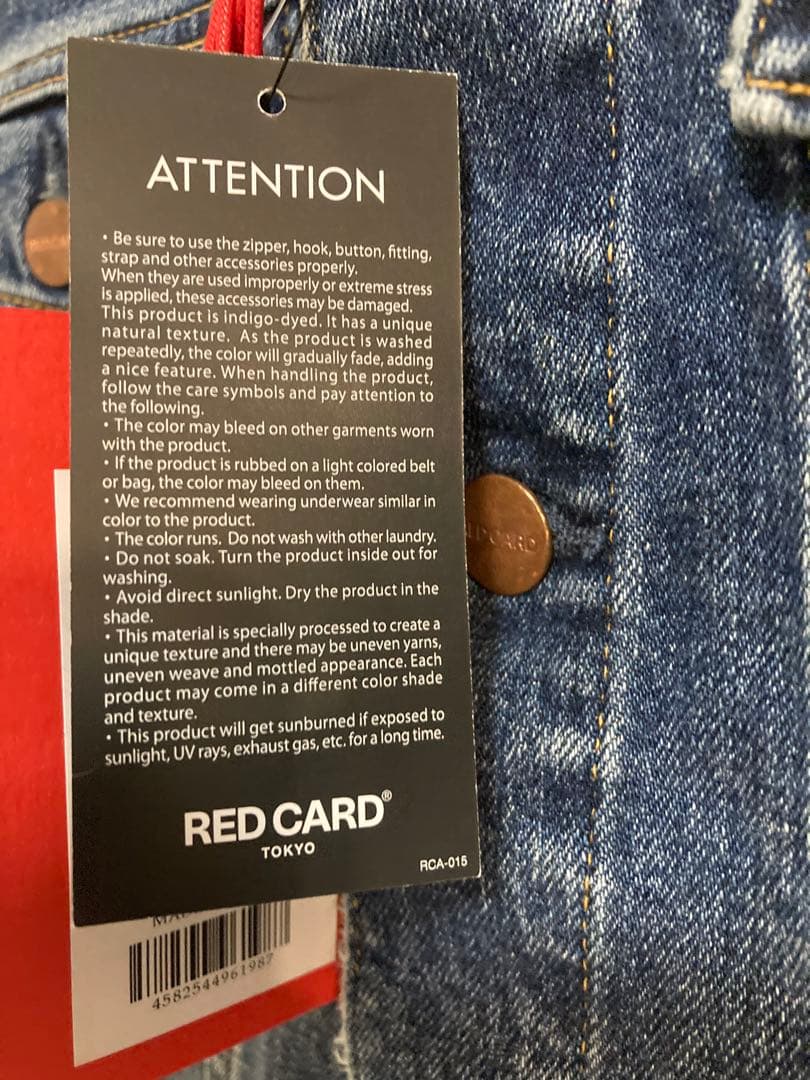 ATTENTION
• Be sure to use the zipper, hook, button, fitting,
strap and other accessories properly.
When they are used improperly or extreme stress
is applied, these accessories may be damaged.
This product is indigo-dyed. It has a unique
natural texture. As the product is washed
repeatedly, the color will gradually fade, adding
a nice feature. When handling the product,
follow the care symbols and pay attention to
the following.
• The color may bleed on other garments worn
with the product.
• If the product is rubbed on a light colored belt
or bag, the color may bleed on them.
• We recommend wearing underwear similar in
color to the product.
• The color runs. Do not wash with other laundry.
• Do not soak. Turn the product inside out for
washing.
• Avoid direct sunlight. Dry the product in the
shade.
• This material is specially processed to create a
unique texture and there may be uneven yarns,
uneven weave and mottled appearance. Each
product may come in a different color shade
and texture.
• This product will get sunburned if exposed to
sunlight, UV rays, exhaust gas, etc. for a long time.
RED CARD®
TOKYO
RCA-015
4582544961987
CARD